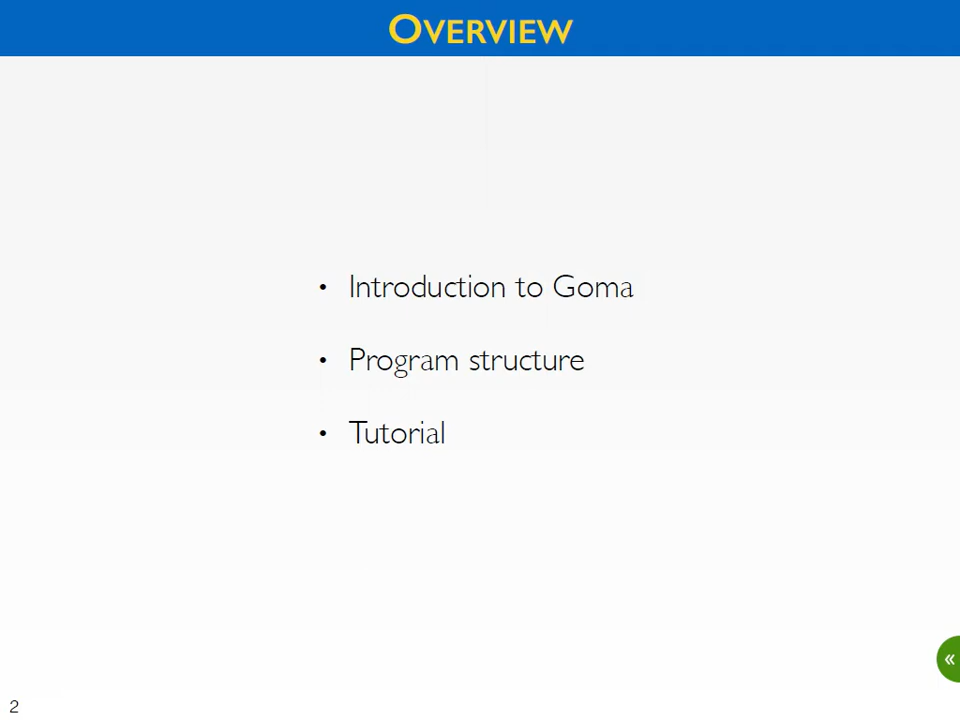 OVERVIEW
• Introduction to Goma
• Program structure
• Tutorial
«
2